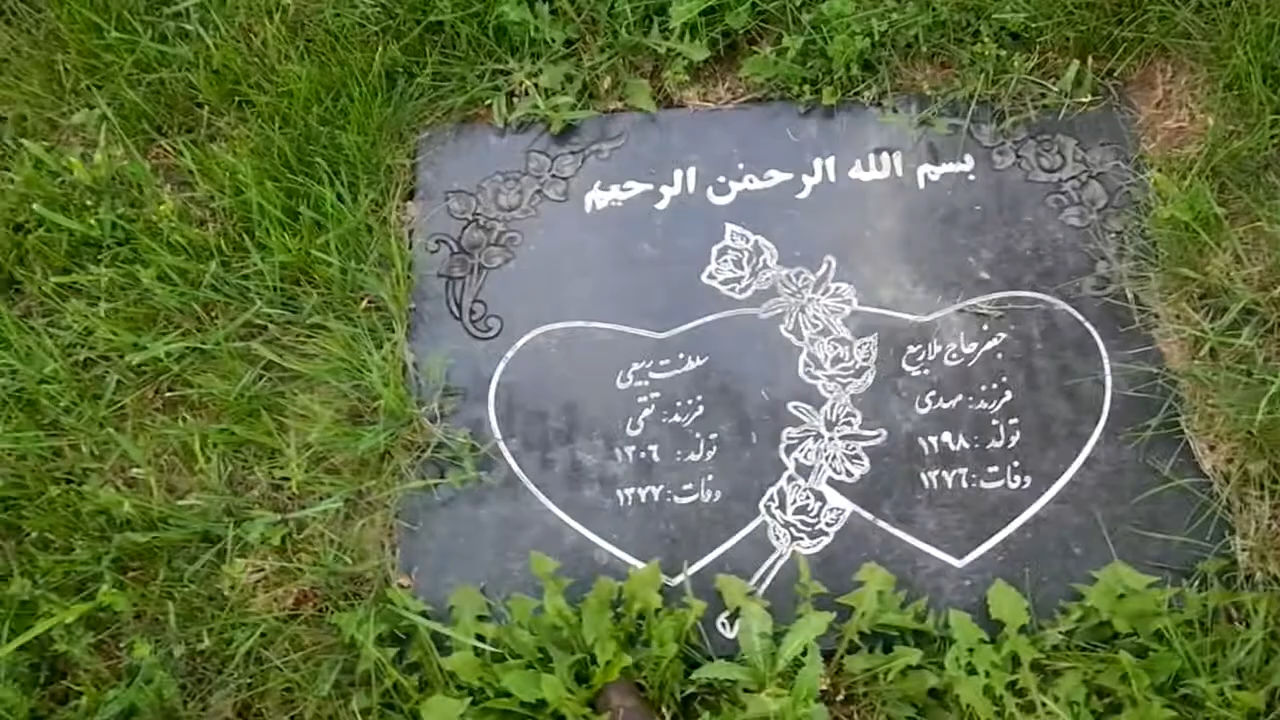 بسم الله الرحمن الرحیم
جعفر حاج ملاربیع
فرزند: مهدی
تولد: ۱۲۹۸
وفات: ۱۳۷۶
سلطنت ربیعی
فرزند: تقی
تولد: ۱۳۰۶
وفات: ۱۳۷۷